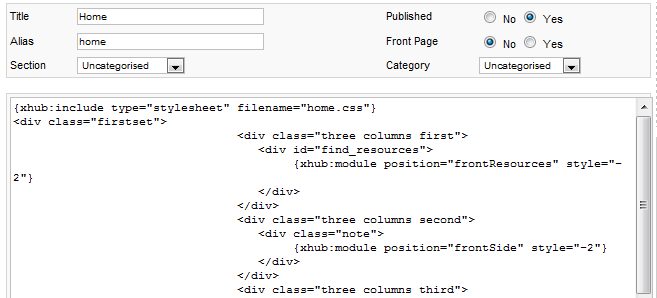 Title Home Published No Yes
Alias home Front Page No Yes
Section Uncategorised Category Uncategorised
{xhub:include type="stylesheet" filename="home.css"}
<div class="firstset">
<div class="three columns first">
<div id="find_resources">
{xhub:module position="frontResources" style="-
2"}
</div>
</div>
<div class="three columns second">
<div class="note">
{xhub:module position="frontSide" style="-2"}
</div>
</div>
<div class="three columns third">